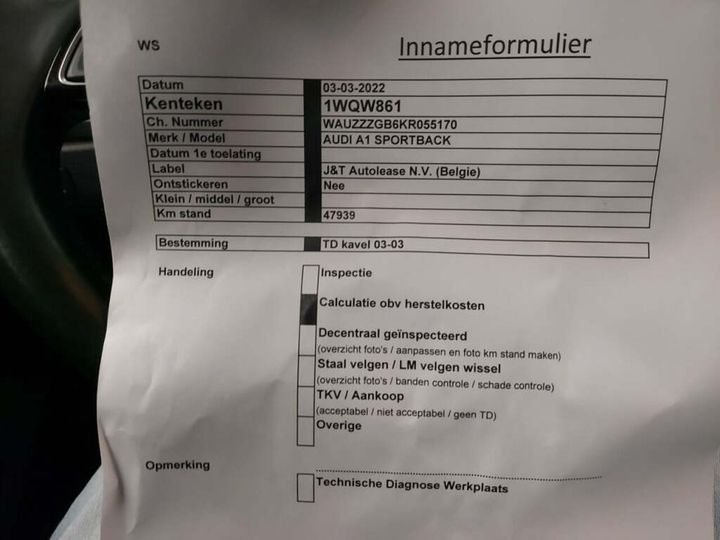 WS
Innameformulier
Datum 03-03-2022
Kenteken 1WQW861
Ch. Nummer WAUZZZGB6KR055170
Merk / Model AUDI A1 SPORTBACK
Datum 1e toelating
Label J&T Autolease N.V. (Belgie)
Ontstickeren Nee
Klein / middel / groot
Km stand 47939
Bestemming TD kavel 03-03
Handeling Inspectie
Calculatie obv herstelkosten
Decentraal geïnspecteerd
(overzicht foto's / aanpassen en foto km stand maken)
Staal velgen / LM velgen wissel
(overzicht foto's / banden controle / schade controle)
TKV / Aankoop
(acceptabel / niet acceptabel / geen TD)
Overige
Opmerking
Technische Diagnose Werkplaats